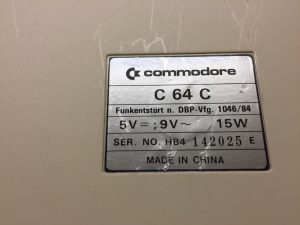 commodore
C 64 C
Funkentstört n. DBP-Vfg. 1046/84
5V⎓;9V~ 15W
SER. NO. HB4 142025 E
MADE IN CHINA